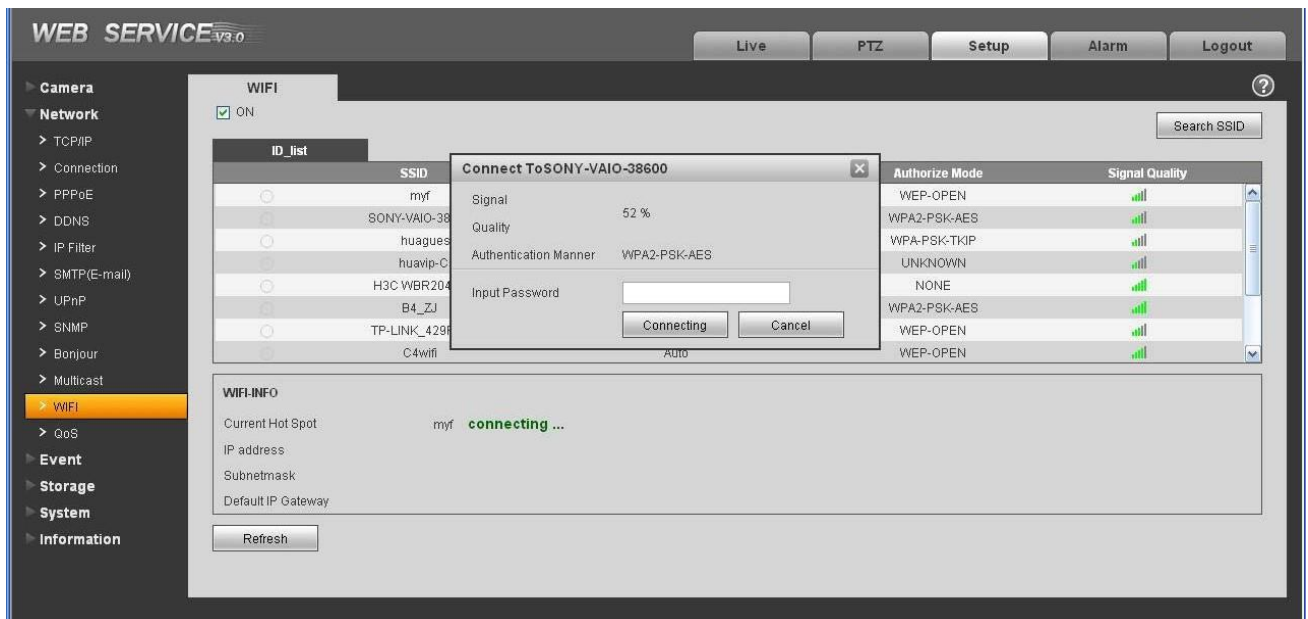 WEB SERVICE V3.0
Live PTZ Setup Alarm Logout
Camera
Network
> TCP/IP
> Connection
> PPPoE
> DDNS
> IP Filter
> SMTP(E-mail)
> UPnP
> SNMP
> Bonjour
> Multicast
> WIFI
> QoS
Event
Storage
System
Information
WIFI
?
ON
Search SSID
ID_list
SSID Authorize Mode Signal Quality
myf WEP-OPEN
SONY-VAIO-38 WPA2-PSK-AES
huagues WPA-PSK-TKIP
huavip-C UNKNOWN
H3C WBR204 NONE
B4_ZJ WPA2-PSK-AES
TP-LINK_429 WEP-OPEN
C4wifi Auto WEP-OPEN
Connect ToSONY-VAIO-38600
Signal
Quality 52 %
Authentication Manner WPA2-PSK-AES
Input Password
Connecting Cancel
WIFI-INFO
Current Hot Spot myf connecting ...
IP address
Subnetmask
Default IP Gateway
Refresh